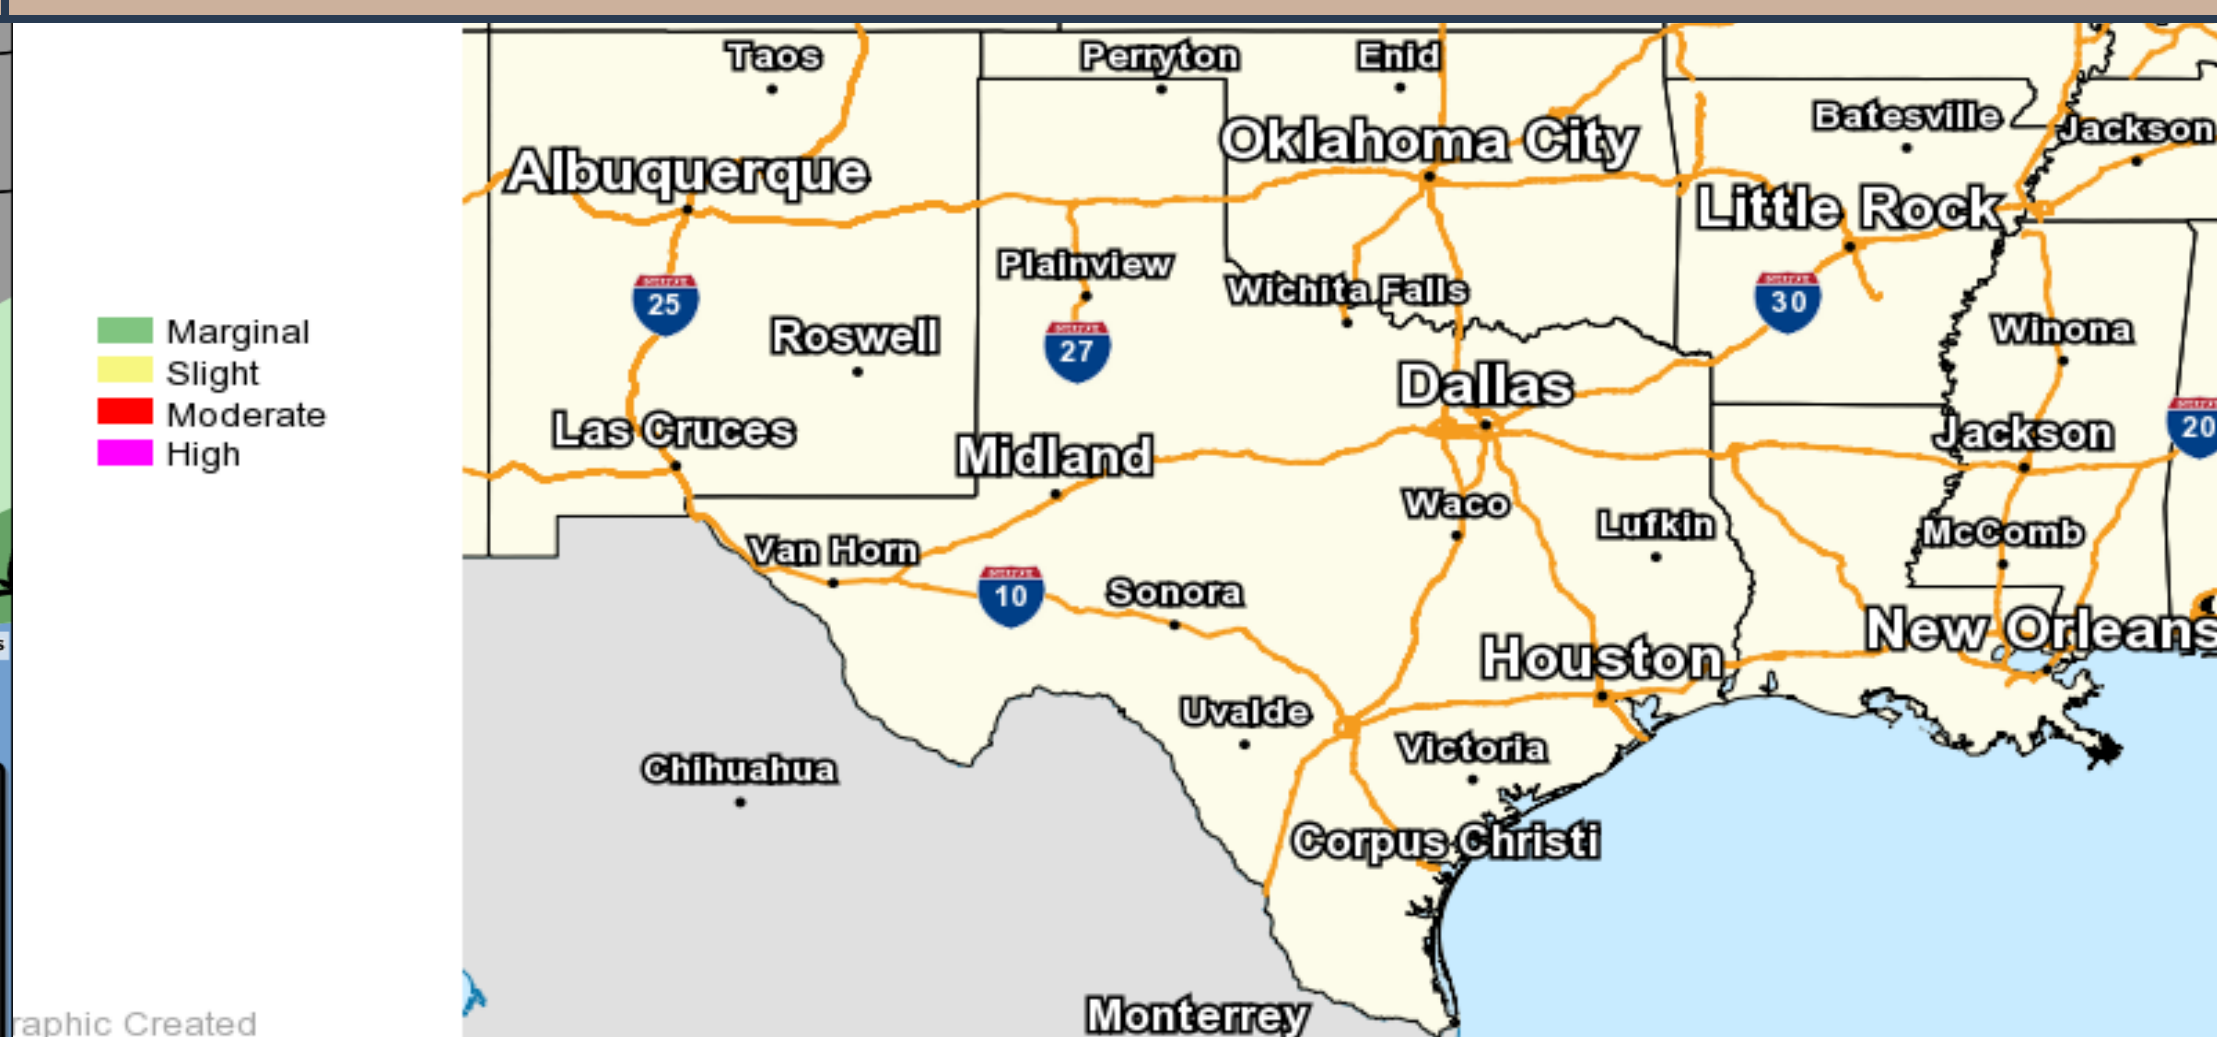 Marginal
Slight
Moderate
High
raphic Created
Taos
Perryton
Enid
Batesville
Jackson
Oklahoma City
Albuquerque
Little Rock
Plainview
Wichita Falls
25
30
Roswell
27
Winona
Dallas
20
Las Cruces
Midland
Jackson
Waco
Lufkin
McComb
Van Horn
10
Sonora
New Orleans
Houston
Uvalde
Victoria
Chihuahua
Corpus Christi
Monterrey